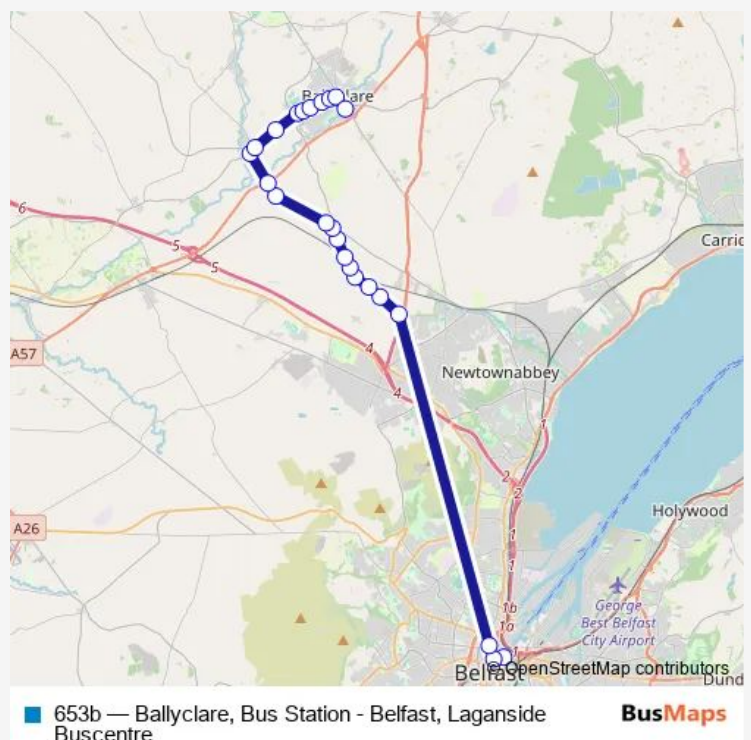 Ballyclare
6
5
5
Carric
A57
4
4
Newtownabbey
1
2
2
A26
Holywood
1
1
1b
1a
George
Best Belfast
City Airport
1
Belfast
© OpenStreetMap contributors
Dund
653b — Ballyclare, Bus Station - Belfast, Laganside
Buscentre
BusMaps